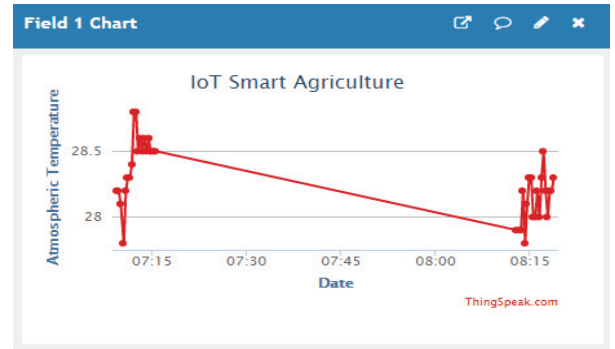 Field 1 Chart
IoT Smart Agriculture
Atmospheric Temperature
28.5
28
07:15 07:30 07:45 08:00 08:15
Date
ThingSpeak.com